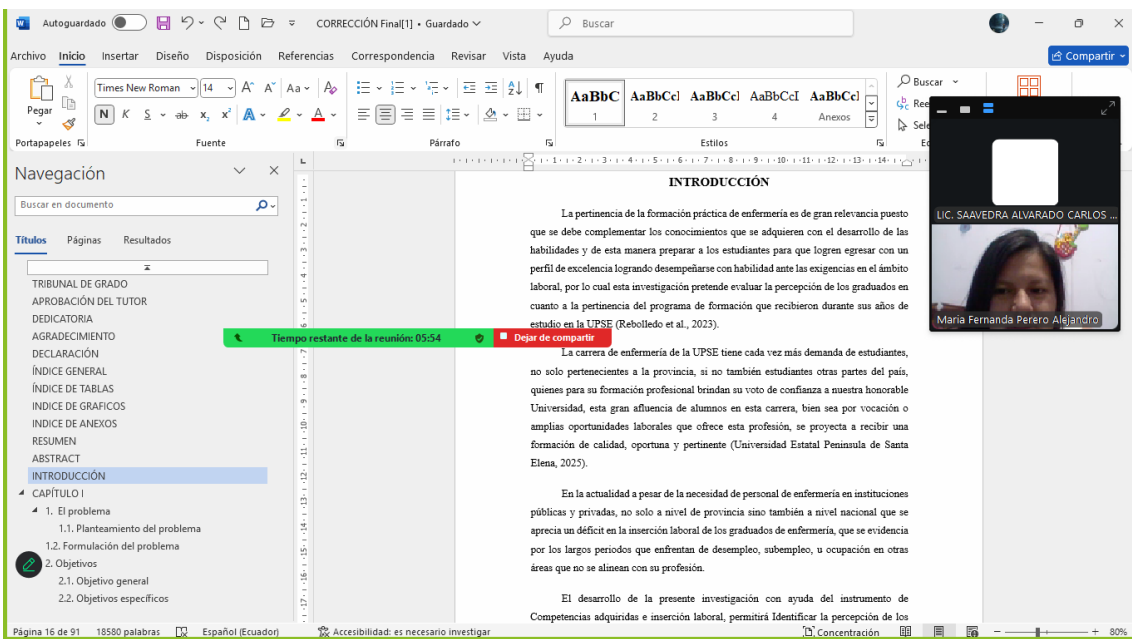 Autoguardado
CORRECCIÓN Final[1] • Guardado
Buscar
Archivo Inicio Insertar Diseño Disposición Referencias Correspondencia Revisar Vista Ayuda
Compartir
Pegar
Times New Roman 14
Aa
N K S ab x₂ x² A A
AaBbC AaBbCcl AaBbCcl AaBbCcI AaBbCcl
1 2 3 4 Anexos
Buscar
Ree
Sele
Portapapeles Fuente Párrafo Estilos
Navegación
Buscar en documento
Títulos Páginas Resultados
TRIBUNAL DE GRADO
APROBACIÓN DEL TUTOR
DEDICATORIA
AGRADECIMIENTO
DECLARACIÓN
ÍNDICE GENERAL
ÍNDICE DE TABLAS
INDICE DE GRAFICOS
INDICE DE ANEXOS
RESUMEN
ABSTRACT
INTRODUCCIÓN
CAPÍTULO I
1. El problema
1.1. Planteamiento del problema
1.2. Formulación del problema
2. Objetivos
2.1. Objetivo general
2.2. Objetivos específicos
Tiempo restante de la reunión: 05:54
Dejar de compartir
INTRODUCCIÓN
La pertinencia de la formación práctica de enfermería es de gran relevancia puesto
que se debe complementar los conocimientos que se adquieren con el desarrollo de las
habilidades y de esta manera preparar a los estudiantes para que logren egresar con un
perfil de excelencia logrando desempeñarse con habilidad ante las exigencias en el ámbito
laboral, por lo cual esta investigación pretende evaluar la percepción de los graduados en
cuanto a la pertinencia del programa de formación que recibieron durante sus años de
estudio en la UPSE (Rebolledo et al., 2023).
La carrera de enfermería de la UPSE tiene cada vez más demanda de estudiantes,
no solo pertenecientes a la provincia, si no también estudiantes otras partes del país,
quienes para su formación profesional brindan su voto de confianza a nuestra honorable
Universidad, esta gran afluencia de alumnos en esta carrera, bien sea por vocación o
amplias oportunidades laborales que ofrece esta profesión, se proyecta a recibir una
formación de calidad, oportuna y pertinente (Universidad Estatal Peninsula de Santa
Elena, 2025).
En la actualidad a pesar de la necesidad de personal de enfermería en instituciones
públicas y privadas, no solo a nivel de provincia sino también a nivel nacional que se
aprecia un déficit en la inserción laboral de los graduados de enfermería, que se evidencia
por los largos periodos que enfrentan de desempleo, subempleo, u ocupación en otras
áreas que no se alinean con su profesión.
El desarrollo de la presente investigación con ayuda del instrumento de
Competencias adquiridas e inserción laboral, permitirá Identificar la percepción de los
LIC. SAAVEDRA ALVARADO CARLOS ...
Maria Fernanda Perero Alejandro
Página 16 de 91 18580 palabras Español (Ecuador) Accesibilidad: es necesario investigar Concentración 80%